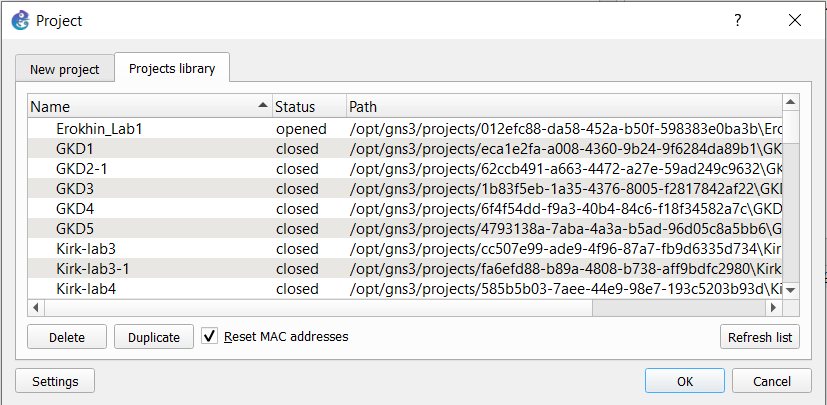 Project
New project
Projects library
Name Status Path
Erokhin_Lab1 opened /opt/gns3/projects/012efc88-da58-452a-b50f-598383e0ba3b\Ero
GKD1 closed /opt/gns3/projects/eca1e2fa-a008-4360-9b24-9f6284da89b1\GK
GKD2-1 closed /opt/gns3/projects/62ccb491-a663-4472-a27e-59ad249c9632\GK
GKD3 closed /opt/gns3/projects/1b83f5eb-1a35-4376-8005-f2817842af22\GKD
GKD4 closed /opt/gns3/projects/6f4f54dd-f9a3-40b4-84c6-f18f34582a7c\GKD
GKD5 closed /opt/gns3/projects/4793138a-7aba-4a3a-b5ad-96d05c8a5bb6\G
Kirk-lab3 closed /opt/gns3/projects/cc507e99-ade9-4f96-87a7-fb9d6335d734\Kir
Kirk-lab3-1 closed /opt/gns3/projects/fa6efd88-b89a-4808-b738-aff9bdfc2980\Kirk
Kirk-lab4 closed /opt/gns3/projects/585b5b03-7aee-44e9-98e7-193c5203b93d\Ki
Delete Duplicate Reset MAC addresses Refresh list
Settings OK Cancel